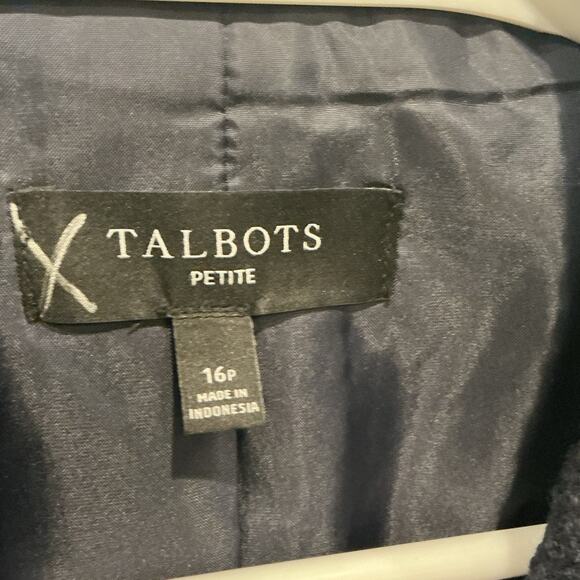 X TALBOTS
PETITE
16P
MADE IN
INDONESIA